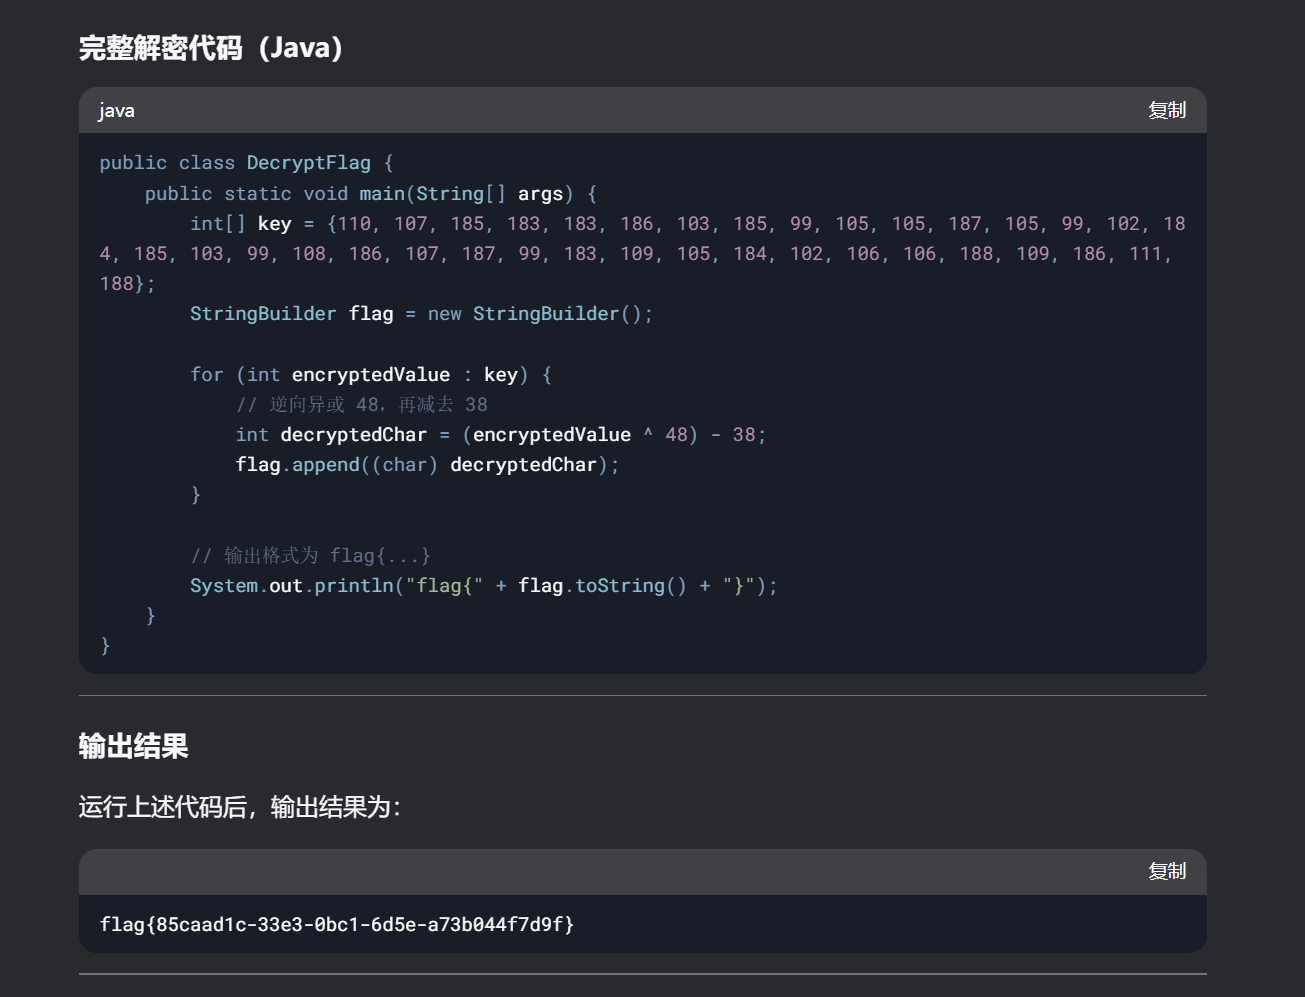 完整解密代码（Java）
java 复制
public class DecryptFlag {
    public static void main(String[] args) {
        int[] key = {110, 107, 185, 183, 183, 186, 103, 185, 99, 105, 105, 187, 105, 99, 102, 18
4, 185, 103, 99, 108, 186, 107, 187, 99, 183, 109, 105, 184, 102, 106, 106, 188, 109, 186, 111,
188};
        StringBuilder flag = new StringBuilder();
        for (int encryptedValue : key) {
            // 逆向异或 48，再减去 38
            int decryptedChar = (encryptedValue ^ 48) - 38;
            flag.append((char) decryptedChar);
        }
        // 输出格式为 flag{...}
        System.out.println("flag{" + flag.toString() + "}");
    }
}
输出结果
运行上述代码后，输出结果为：
复制
flag{85caad1c-33e3-0bc1-6d5e-a73b044f7d9f}